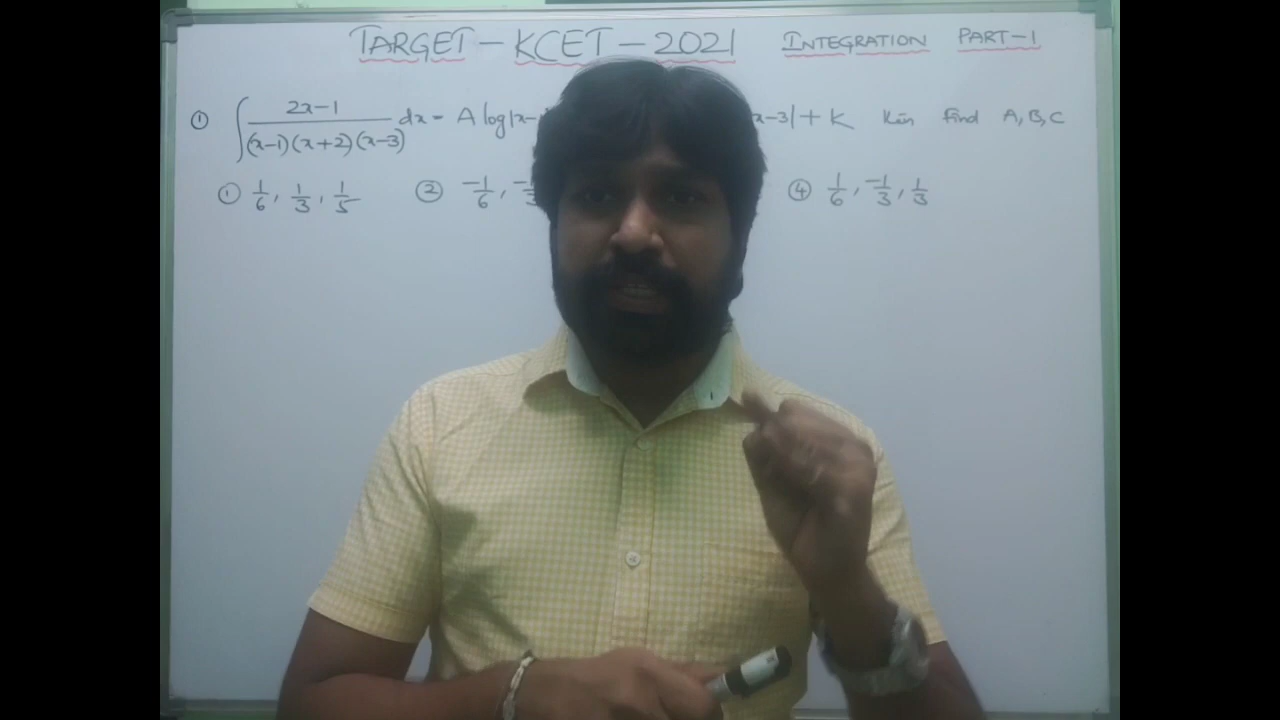 TARGET - KCET - 2021 INTEGRATION PART-1
① ∫ (2x-1)/((x-1)(x+2)(x-3)) dx = A log|x- x-3|+K find A, B, C
① 1/6, 1/3, 1/5 ② -1/6, ④ 1/6, -1/3, 1/3